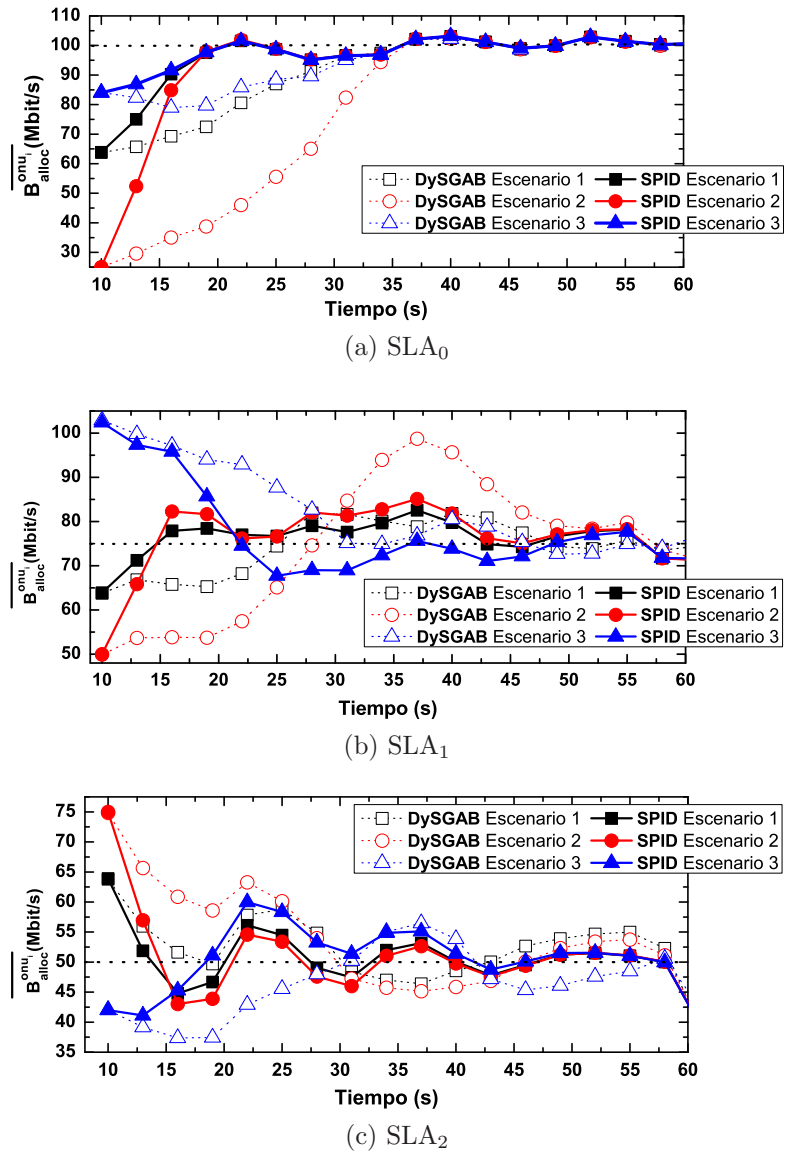 110
100
90
80
70
60
50
40
30
B̅ᵒⁿᵘⁱ alloc (Mbit/s)
DySGAB Escenario 1 SPID Escenario 1
DySGAB Escenario 2 SPID Escenario 2
DySGAB Escenario 3 SPID Escenario 3
10 15 20 25 30 35 40 45 50 55 60
Tiempo (s)
(a) SLA₀
100
90
80
70
60
50
B̅ᵒⁿᵘⁱ alloc (Mbit/s)
DySGAB Escenario 1 SPID Escenario 1
DySGAB Escenario 2 SPID Escenario 2
DySGAB Escenario 3 SPID Escenario 3
10 15 20 25 30 35 40 45 50 55 60
Tiempo (s)
(b) SLA₁
75
70
65
60
55
50
45
40
35
B̅ᵒⁿᵘⁱ alloc (Mbit/s)
DySGAB Escenario 1 SPID Escenario 1
DySGAB Escenario 2 SPID Escenario 2
DySGAB Escenario 3 SPID Escenario 3
10 15 20 25 30 35 40 45 50 55 60
Tiempo (s)
(c) SLA₂